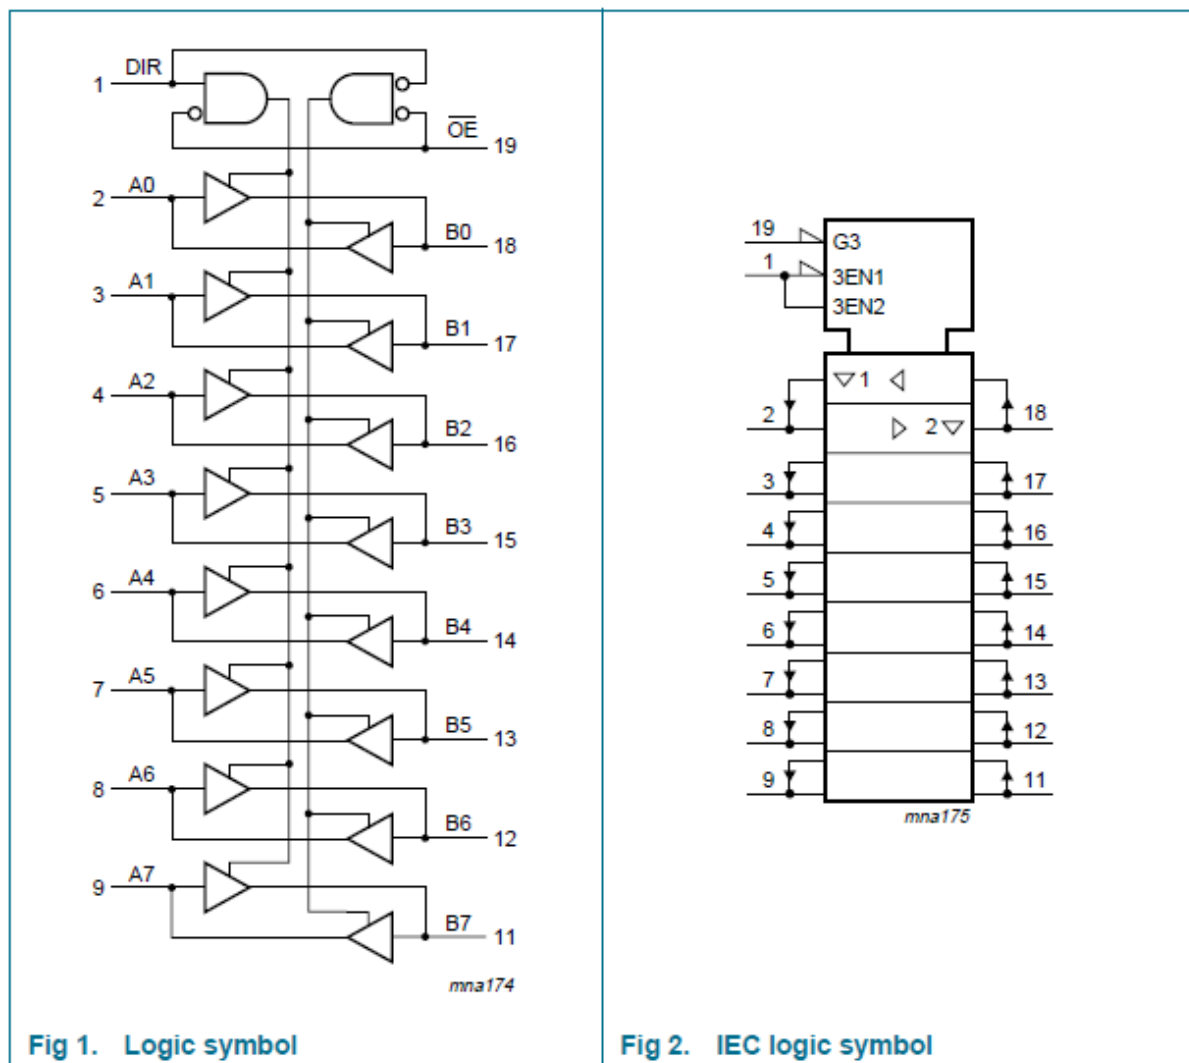 DIR
1
OE
19
A0
2
B0
18
A1
3
B1
17
A2
4
B2
16
A3
5
B3
15
A4
6
B4
14
A5
7
B5
13
A6
8
B6
12
A7
9
B7
11
mna174
Fig 1. Logic symbol
19
G3
1
3EN1
3EN2
1
2
18
2
3
17
4
16
5
15
6
14
7
13
8
12
9
11
mna175
Fig 2. IEC logic symbol